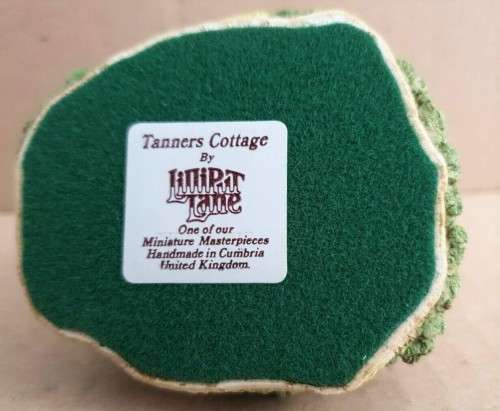 Tanners Cottage
By
Lilliput
Lane
One of our
Miniature Masterpieces
Handmade in Cumbria
United Kingdom.